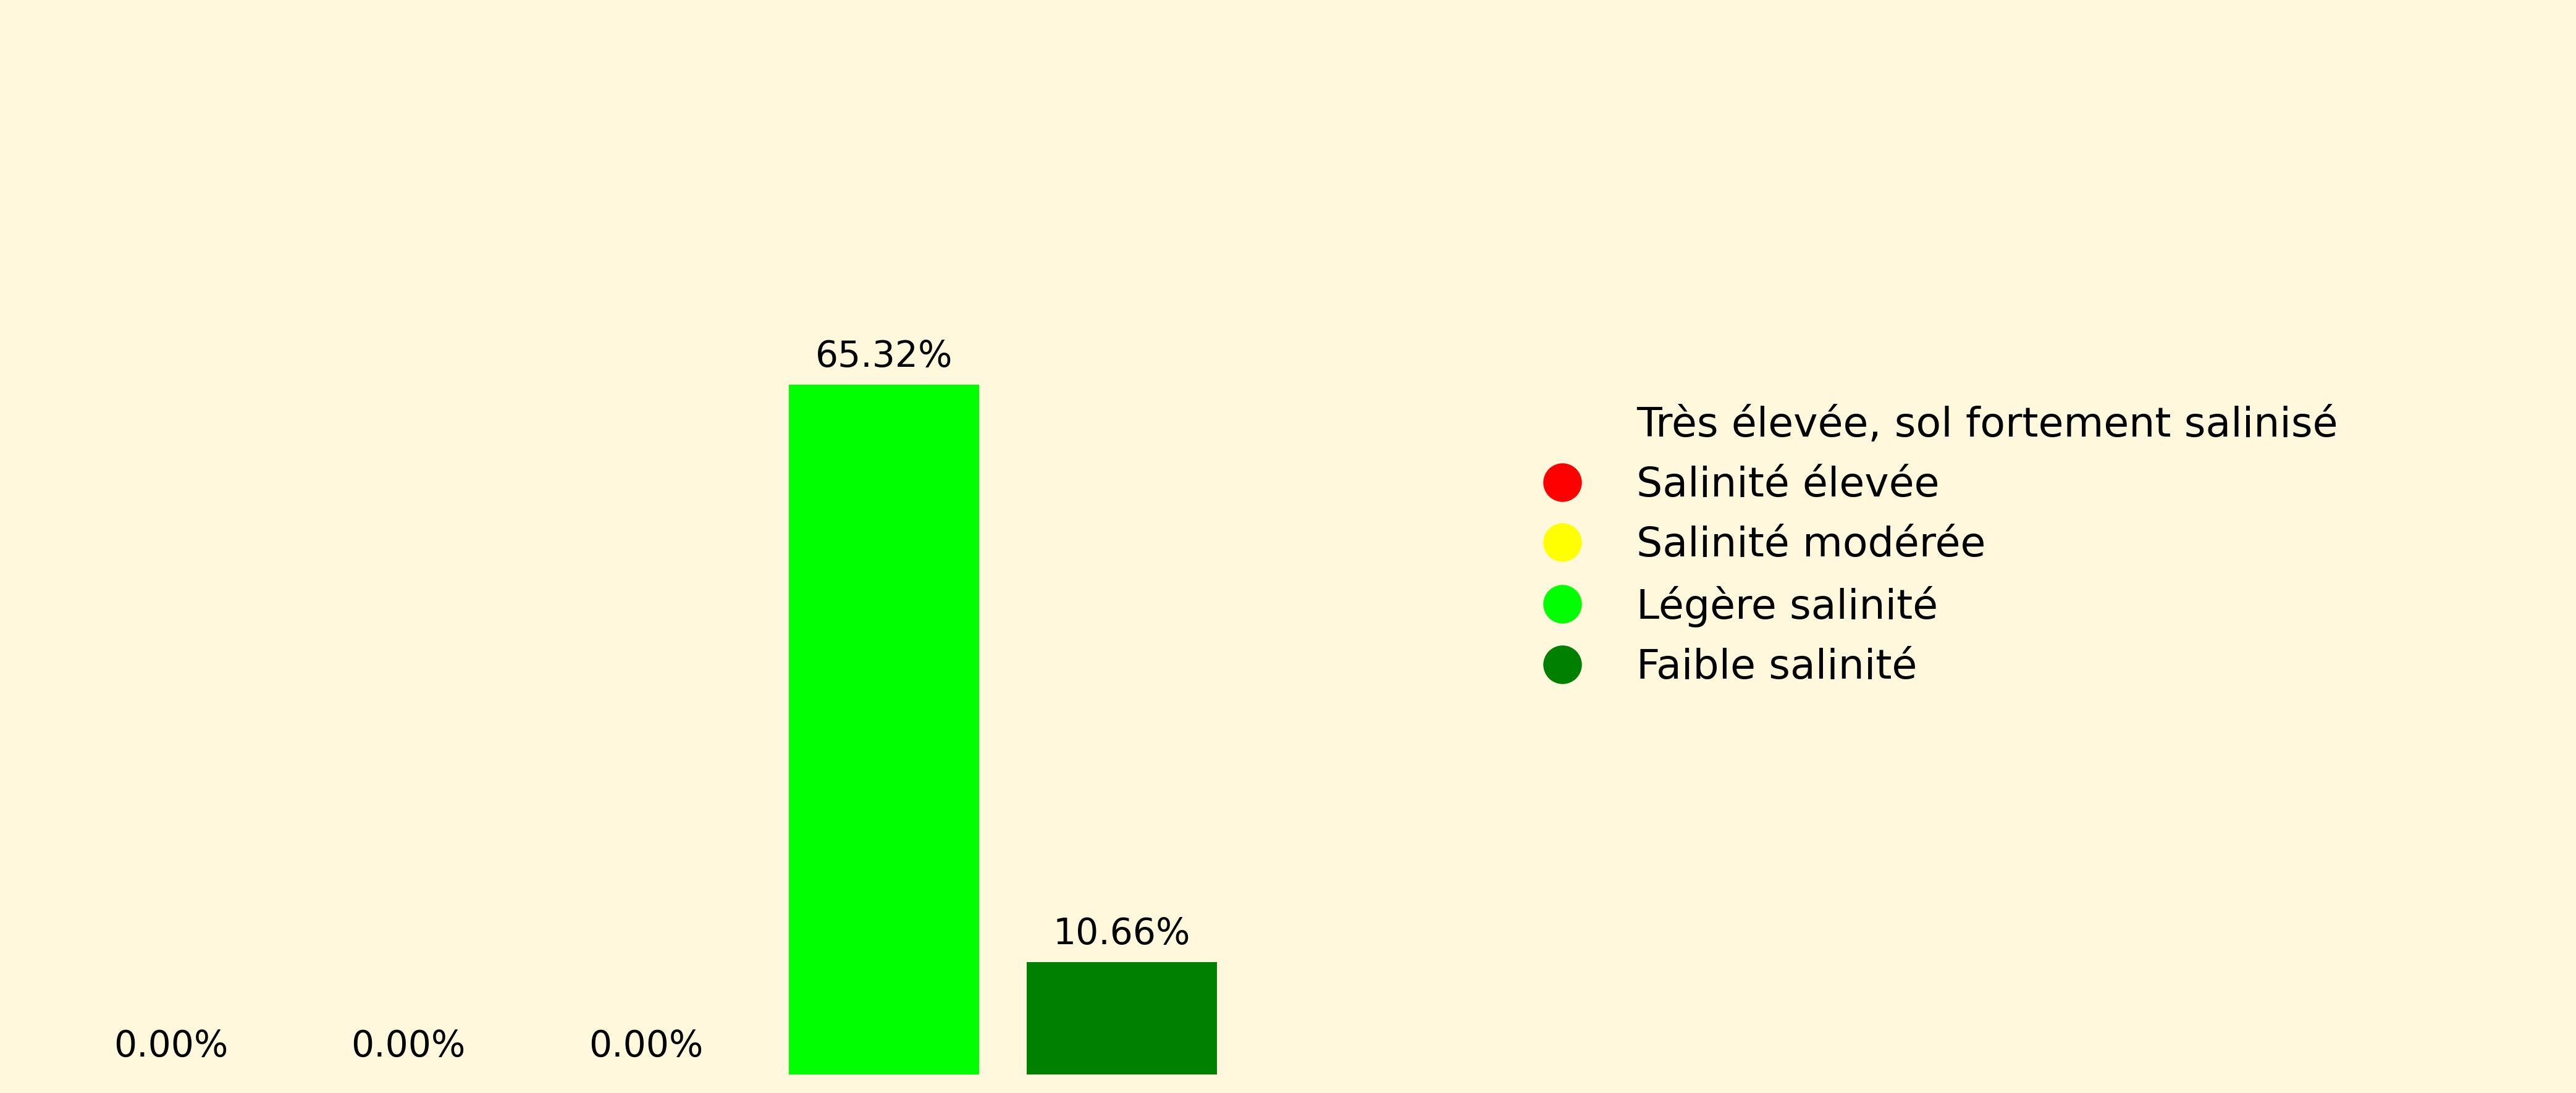 65.32%
10.66%
0.00%
0.00%
0.00%
Très élevée, sol fortement salinisé
Salinité élevée
Salinité modérée
Légère salinité
Faible salinité